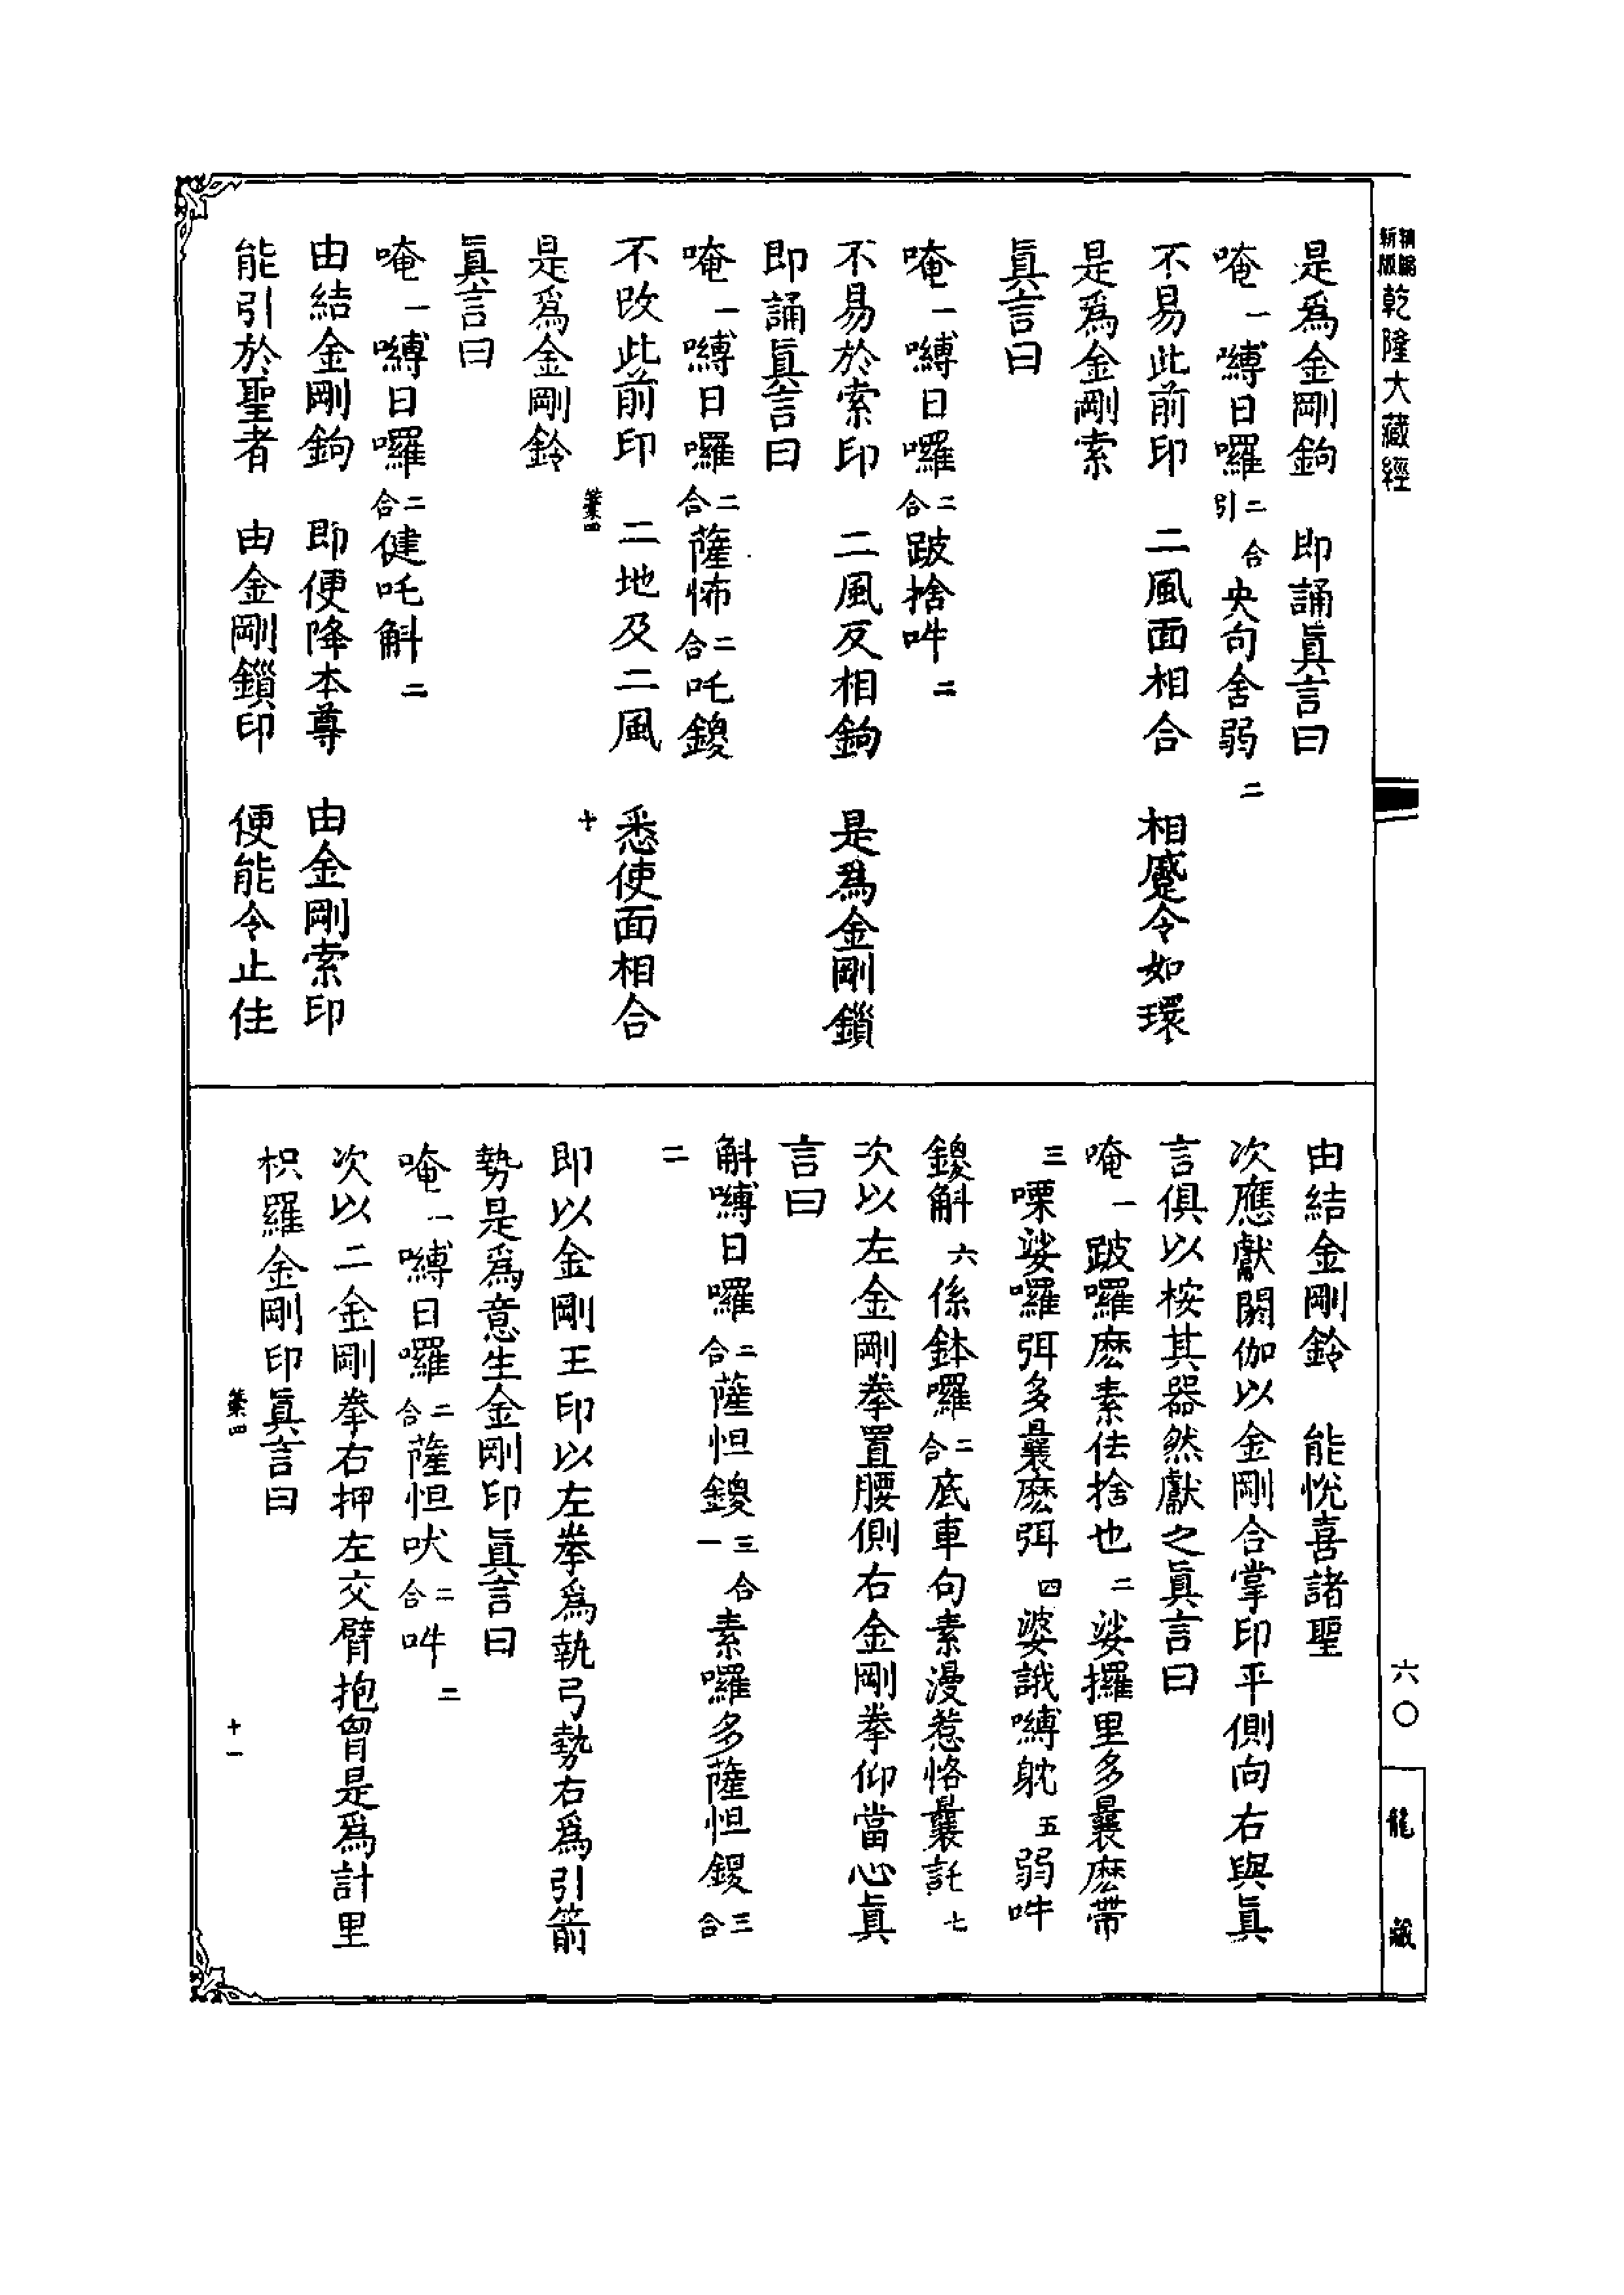 精縮新版乾隆大藏經
是爲金剛鉤　即誦眞言曰
唵一嚩日囉二合引央句舍弱二
不易此前印　二風面相合　相蹙令如環
是爲金剛索
眞言曰
唵一嚩日囉二合跛捨吽二
不易於索印　二風反相鉤　是爲金剛鎖
即誦眞言曰
唵一嚩日囉二合薩怖二合吒鑁
不改此前印　二地及二風　悉使面相合
十
是爲金剛鈴
眞言曰
唵一嚩日囉二合健吒斛二
由結金剛鉤　即便降本尊　由金剛索印
能引於聖者　由金剛鎖印　便能令止住
由結金剛鈴　能悅喜諸聖
次應獻閼伽以金剛合掌印平側向右與眞
言俱以桉其器然獻之眞言曰
唵一跛囉麽素佉捨也二娑攞里多曩麽帶
三㗚娑囉弭多曩麽弭四婆誐嚩躭五弱吽
鑁斛六係鉢囉二合底車句素漫惹恪曩託七
次以左金剛拳置腰側右金剛拳仰當心眞
言曰
斛嚩日囉二合薩怛鑁三合一素囉多薩怛鑁三合
二
即以金剛王印以左拳爲執弓勢右爲引箭
勢是爲意生金剛印眞言曰
唵一嚩日囉二合薩怛吠二合吽二
次以二金剛拳右押左交臂抱胷是爲計里
枳羅金剛印眞言曰
十一
六〇
龍藏